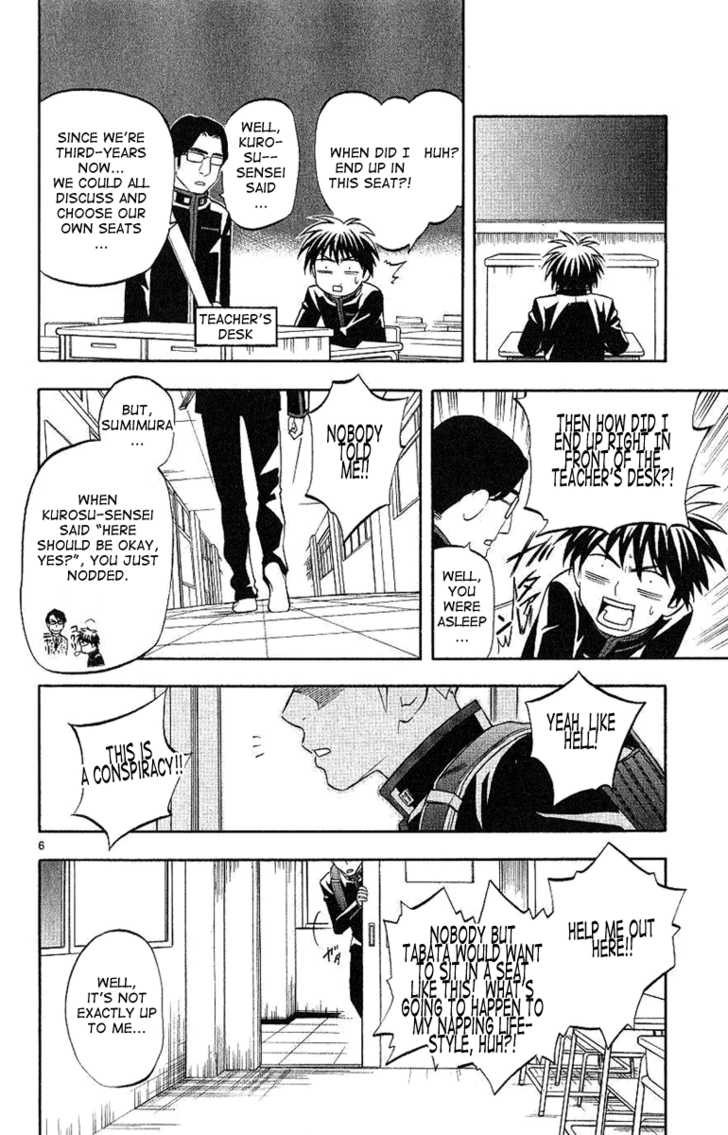 HUH?
WHEN DID I
END UP IN
THIS SEAT?!
WELL,
KURO-
SU--
SENSEI
SAID
...
SINCE WE'RE
THIRD-YEARS
NOW...
WE COULD ALL
DISCUSS AND
CHOOSE OUR
OWN SEATS
...
TEACHER'S
DESK
THEN HOW DID I
END UP RIGHT IN
FRONT OF THE
TEACHER'S DESK?!
WELL,
YOU
WERE
ASLEEP
...
NOBODY
TOLD
ME!!
BUT,
SUMIMURA
...
WHEN
KUROSU-SENSEI
SAID "HERE
SHOULD BE OKAY,
YES?", YOU JUST
NODDED.
YEAH, LIKE
HELL!
THIS IS
A CONSPIRACY!!
6
HELP ME OUT
HERE!!
NOBODY BUT
TABATA WOULD WANT
TO SIT IN A SEAT
LIKE THIS! WHAT'S
GOING TO HAPPEN TO
MY NAPPING LIFE-
STYLE, HUH?!
WELL,
IT'S NOT
EXACTLY UP
TO ME...